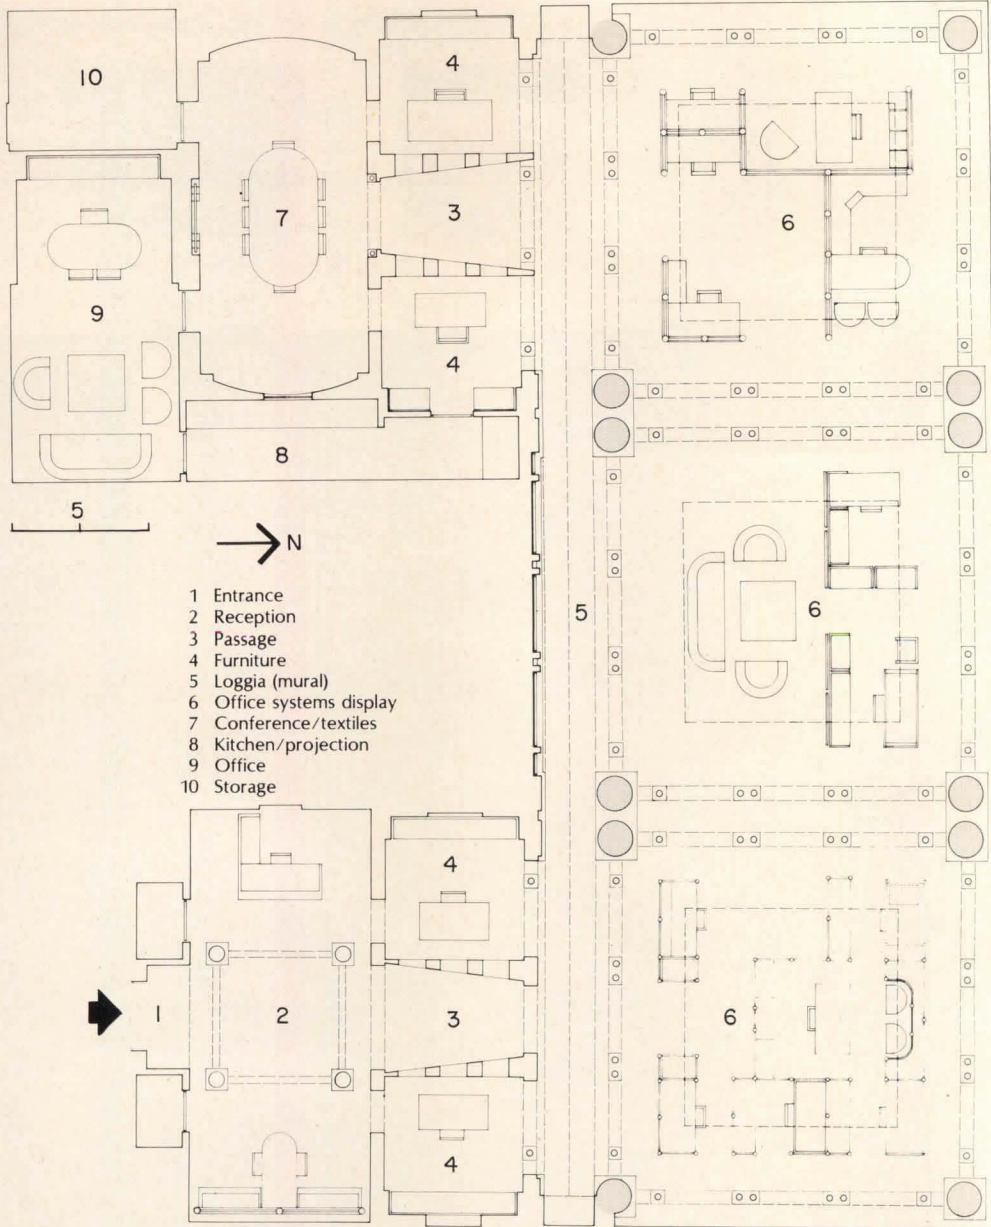 10
4
7
3
6
9
4
8
5
N
1 Entrance
2 Reception
3 Passage
4 Furniture
5 Loggia (mural)
6 Office systems display
7 Conference/textiles
8 Kitchen/projection
9 Office
10 Storage
5
6
4
1
2
3
6
4